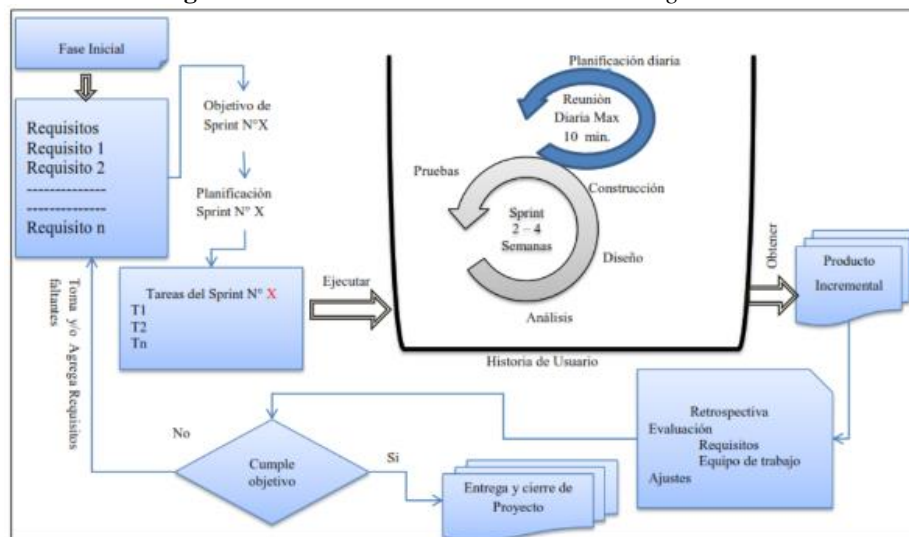 Fase Inicial
Requisitos
Requisito 1
Requisito 2
--------------
--------------
Requisito n
Objetivo de
Sprint N°X
Planificación
Sprint N° X
Tareas del Sprint N° X
T1
T2
Tn
Ejecutar
Planificación diaria
Reunión
Diaria Max
10 min.
Pruebas
Construcción
Sprint
2 – 4
Semanas
Diseño
Análisis
Historia de Usuario
Obtener
Producto
Incremental
Retrospectiva
Evaluación
Requisitos
Equipo de trabajo
Ajustes
Cumple
objetivo
No
Si
Toma y/o Agrega Requisitos
faltantes
Entrega y cierre de
Proyecto